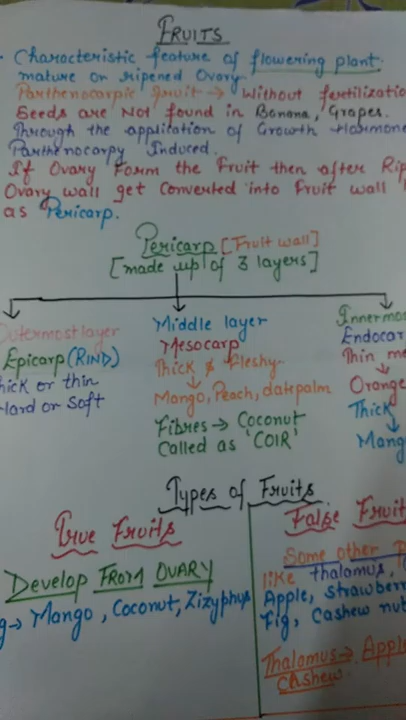 FRUITS
- Characteristic feature of flowering plant.
mature or ripened Ovary.
Parthenocarpic fruit → Without fertilizatio
Seeds are Not found in Banana, Grapes.
Through the application of Growth Harmone
Parthenocarpy Induced.
If Ovary Form the Fruit then after Rip
Ovary wall get Converted into Fruit wall
as Pericarp.
Pericarp [Fruit wall]
[made up of 3 layers]
Outermost layer
Epicarp (RIND)
hick or thin
Hard or Soft
Middle layer
Mesocarp
Thick & fleshy
Mango, Peach, datepalm
Fibres → Coconut
Called as 'COIR'
Innermos
Endocar
Thin me
Orange
Thick
Mang
Types of Fruits
True Fruits
Develop From OVARY
g → Mango, Coconut, Zizyphus
False Fruit
Some other P
like thalamus,
Apple, strawberr
Fig, Cashew nut
Thalamus → Apple
Cashew.